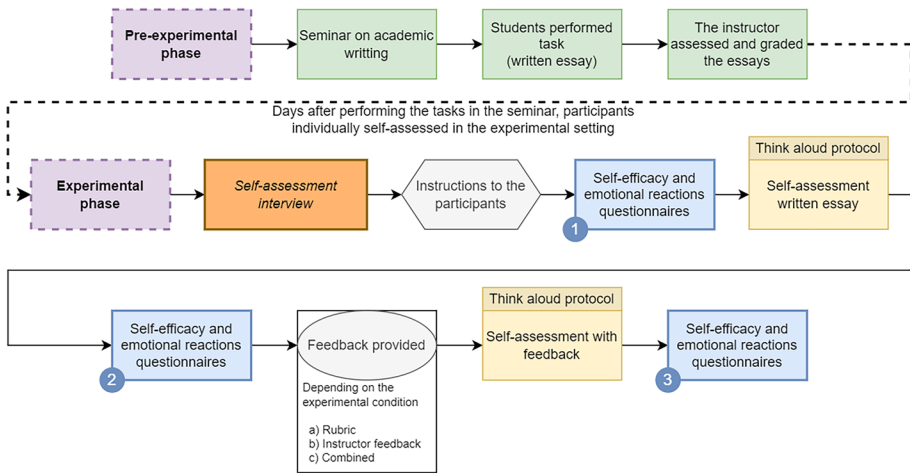 Pre-experimental
phase
Seminar on academic
writting
Students performed
task
(written essay)
The instructor
assessed and graded
the essays
Days after performing the tasks in the seminar, participants
individually self-assessed in the experimental setting
Experimental
phase
Self-assessment
interview
Instructions to the
participants
Self-efficacy and
emotional reactions
questionnaires
1
Think aloud protocol
Self-assessment
written essay
Self-efficacy and
emotional reactions
questionnaires
2
Feedback provided
Depending on the
experimental condition
a) Rubric
b) Instructor feedback
c) Combined
Think aloud protocol
Self-assessment with
feedback
Self-efficacy and
emotional reactions
questionnaires
3